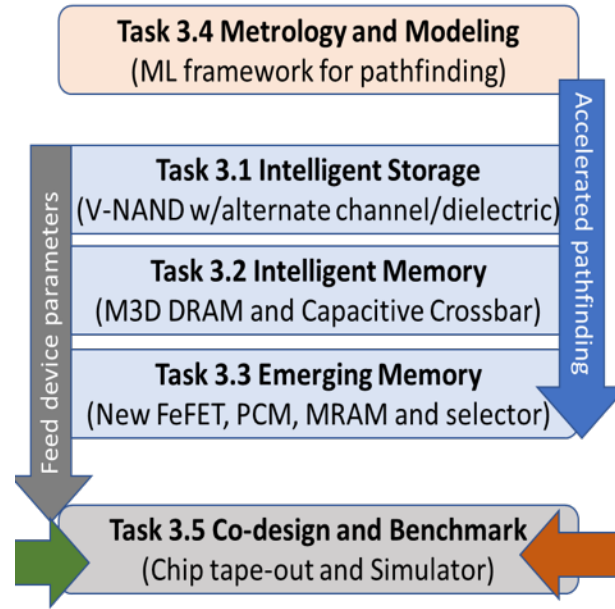 Task 3.4 Metrology and Modeling
(ML framework for pathfinding)
Accelerated pathfinding
Feed device parameters
Task 3.1 Intelligent Storage
(V-NAND w/alternate channel/dielectric)
Task 3.2 Intelligent Memory
(M3D DRAM and Capacitive Crossbar)
Task 3.3 Emerging Memory
(New FeFET, PCM, MRAM and selector)
Task 3.5 Co-design and Benchmark
(Chip tape-out and Simulator)